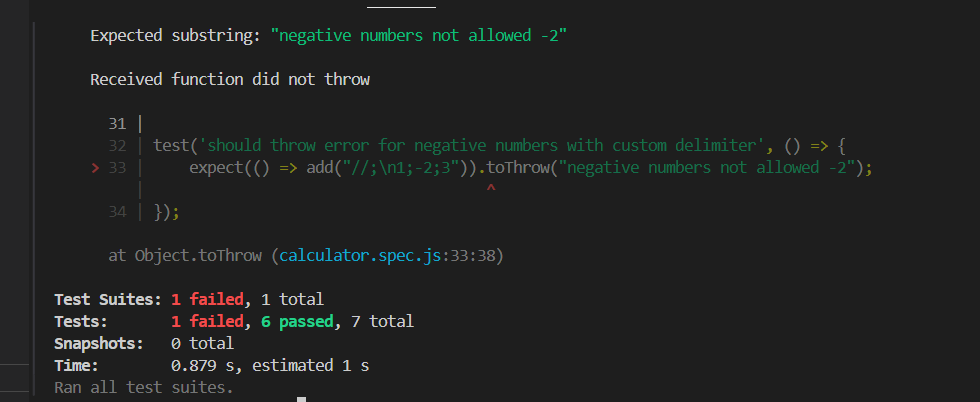 Expected substring: "negative numbers not allowed -2"
Received function did not throw
31 |
32 | test('should throw error for negative numbers with custom delimiter', () => {
> 33 | expect(() => add("//;\n1;-2;3")).toThrow("negative numbers not allowed -2");
| ^
34 | });
at Object.toThrow (calculator.spec.js:33:38)
Test Suites: 1 failed, 1 total
Tests: 1 failed, 6 passed, 7 total
Snapshots: 0 total
Time: 0.879 s, estimated 1 s
Ran all test suites.